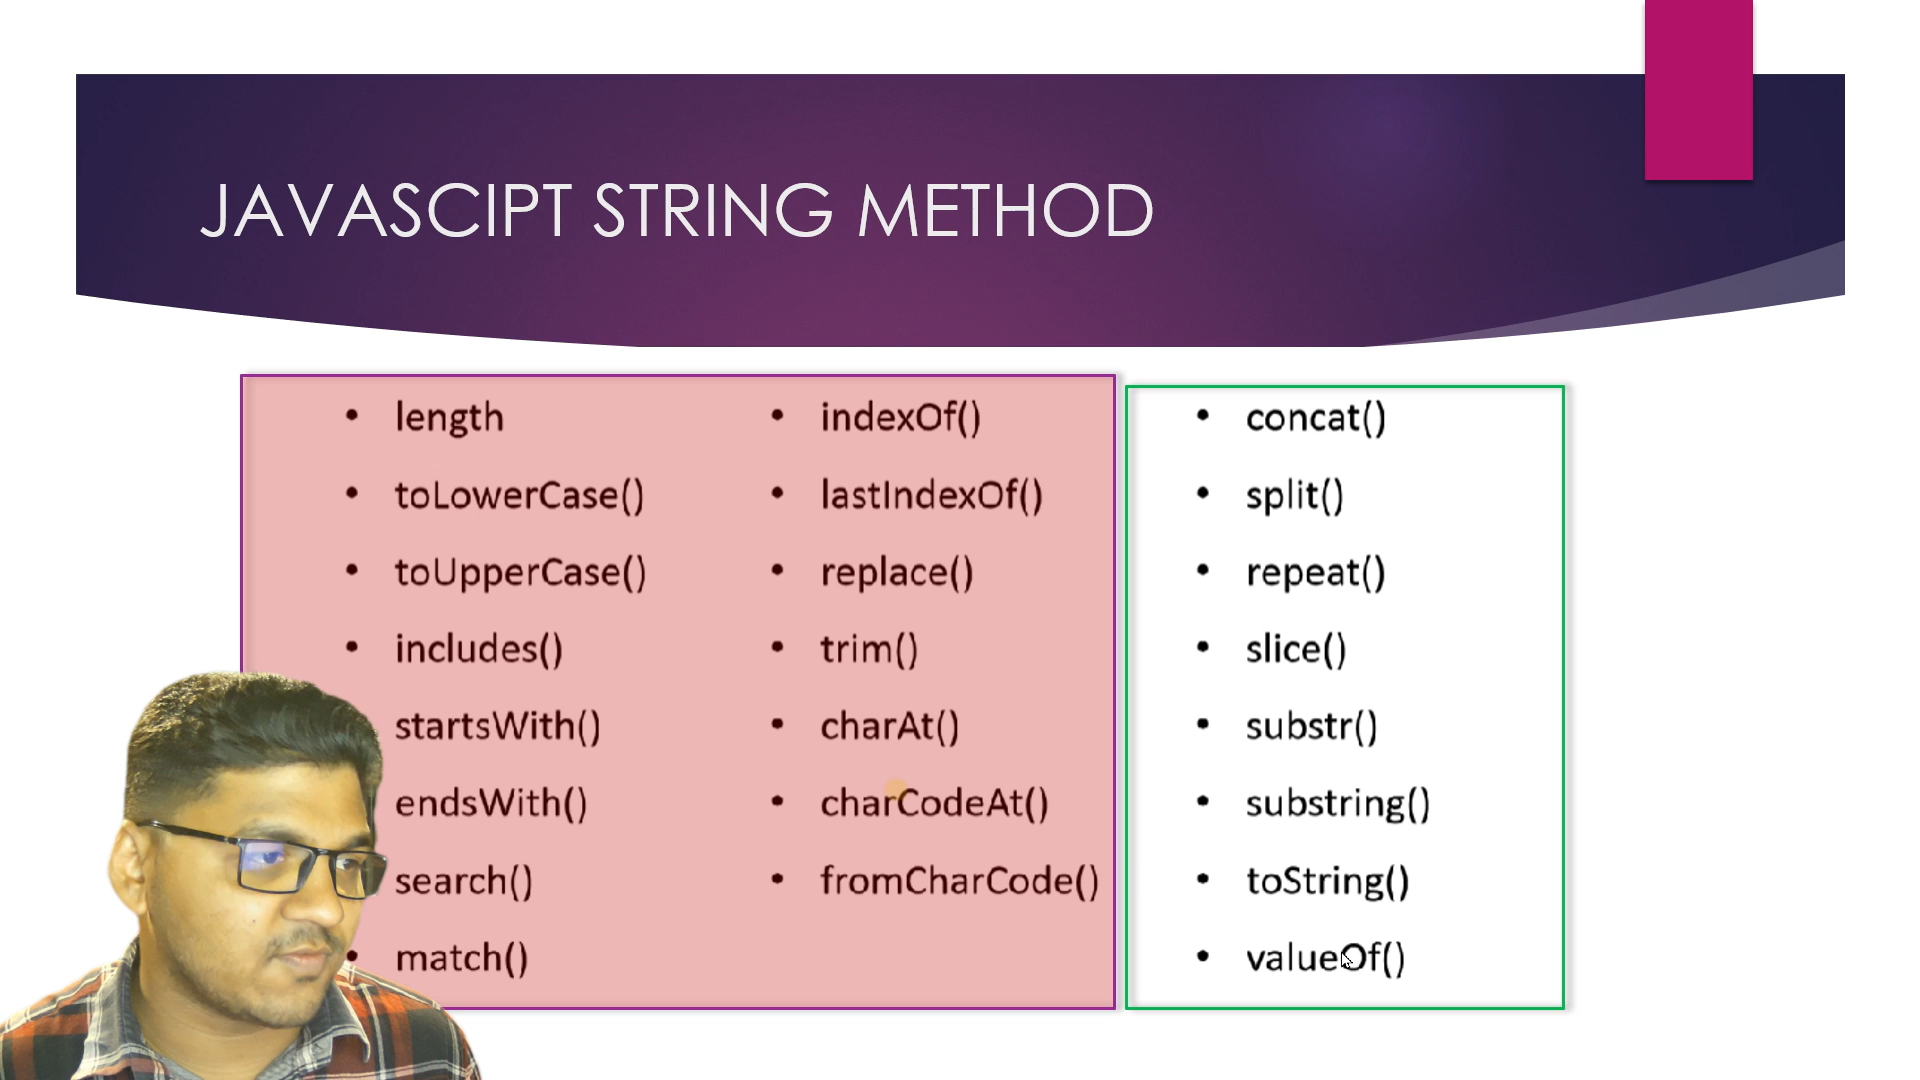 JAVASCIPT STRING METHOD
• length
• toLowerCase()
• toUpperCase()
• includes()
startsWith()
endsWith()
search()
• match()
• indexOf()
• lastIndexOf()
• replace()
• trim()
• charAt()
• charCodeAt()
• fromCharCode()
• concat()
• split()
• repeat()
• slice()
• substr()
• substring()
• toString()
• valueOf()